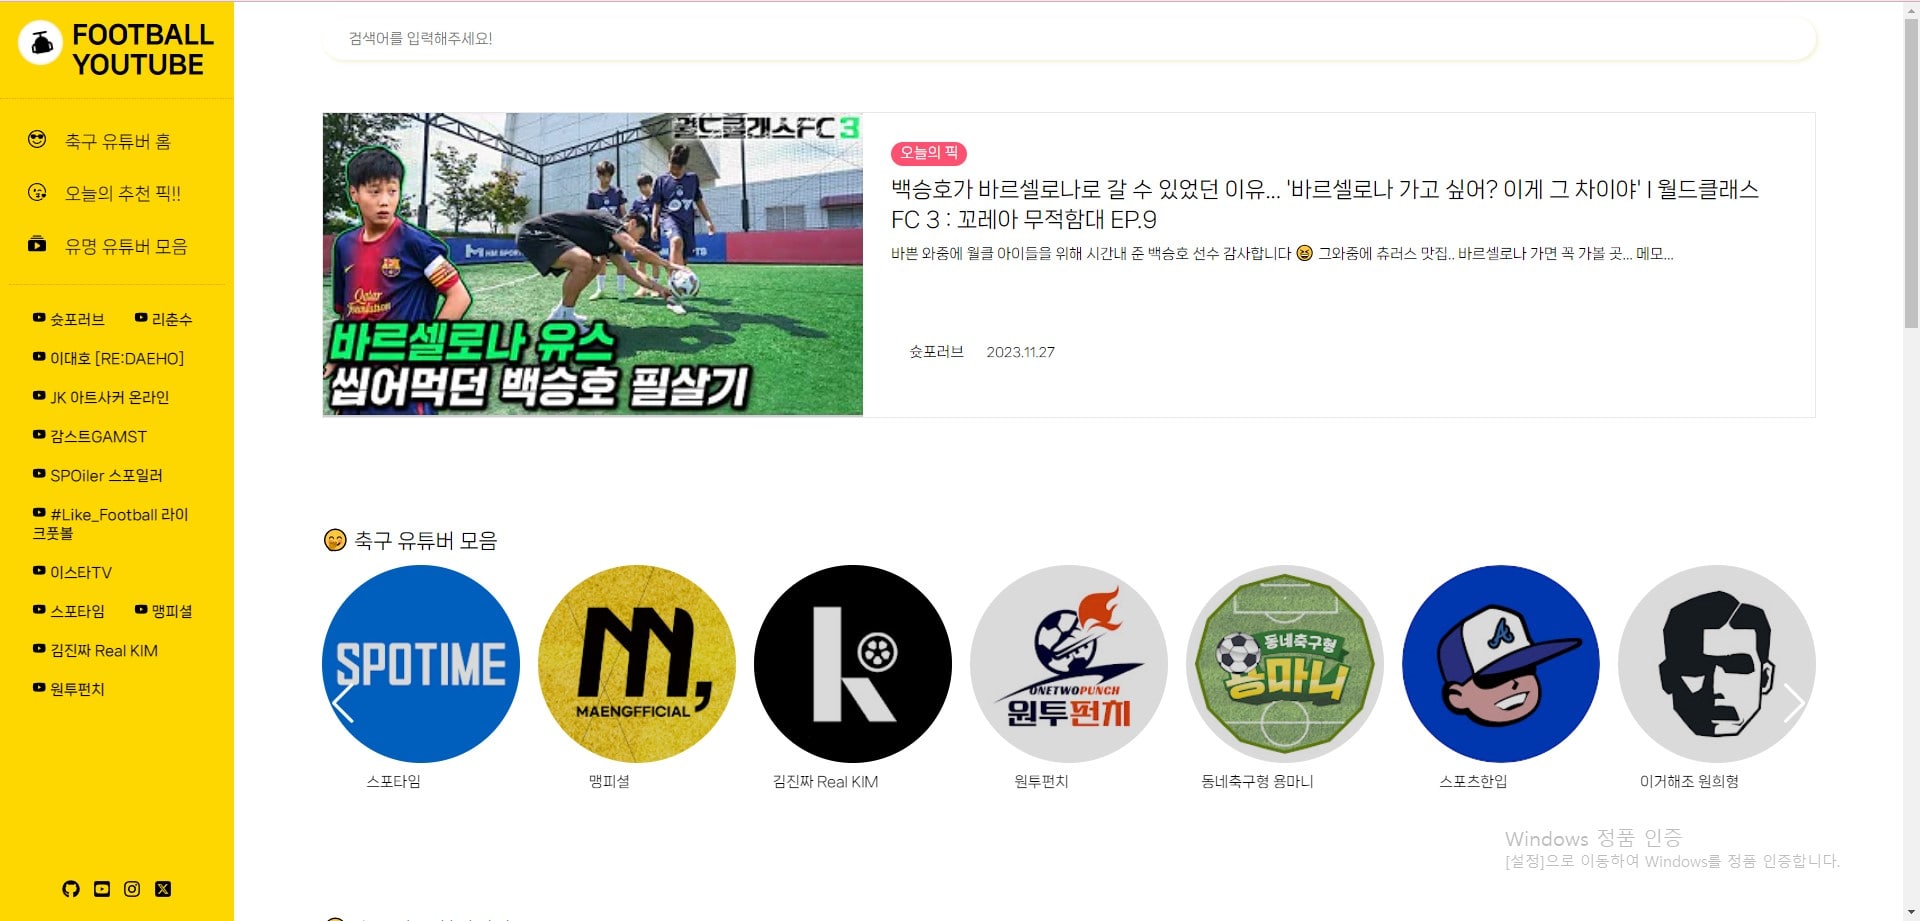 FOOTBALL
YOUTUBE
축구 유튜버 홈
오늘의 추천 픽!!
유명 유튜버 모음
슛포러브
리춘수
이대호 [RE:DAEHO]
JK 아트사커 온라인
감스트GAMST
SPOiler 스포일러
#Like_Football 라이
크풋볼
이스타TV
스포타임
맹피셜
김진짜 Real KIM
원투펀치
검색어를 입력해주세요!
월드클래스FC 3
Qatar
Foundation
바르셀로나 유스
씹어먹던 백승호 필살기
오늘의 픽
백승호가 바르셀로나로 갈 수 있었던 이유... '바르셀로나 가고 싶어? 이게 그 차이야' l 월드클래스
FC 3 : 꼬레아 무적함대 EP.9
바쁜 와중에 월클 아이들을 위해 시간내 준 백승호 선수 감사합니다 😆 그와중에 츄러스 맛집.. 바르셀로나 가면 꼭 가볼 곳... 메모...
슛포러브 2023.11.27
축구 유튜버 모음
SPOTIME
MAENGFFICIAL
k
ONETWOPUNCH
원투펀치
동네축구형
용마니
A
스포타임
맹피셜
김진짜 Real KIM
원투펀치
동네축구형 용마니
스포츠한입
이거해조 원희형
Windows 정품 인증
[설정]으로 이동하여 Windows를 정품 인증합니다.